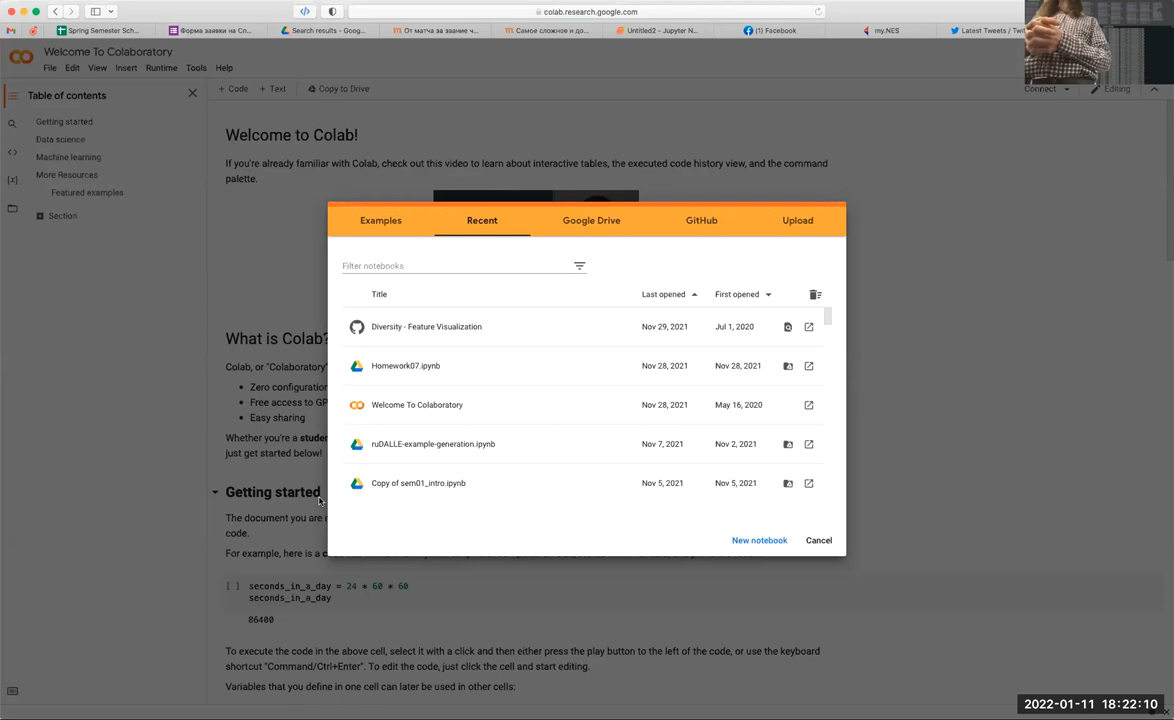 colab.research.google.com
Spring Semester Sch...
Форма заявки на Сп...
Search results - Goog...
От матча за звание ч...
Самое сложное и до...
Untitled2 - Jupyter N...
(1) Facebook
my.NES
Latest Tweets / Twi
Welcome To Colaboratory
File Edit View Insert Runtime Tools Help
Table of contents
+ Code + Text Copy to Drive
Connect Editing
Getting started
Data science
Machine learning
More Resources
Featured examples
Section
Welcome to Colab!
If you're already familiar with Colab, check out this video to learn about interactive tables, the executed code history view, and the command
palette.
Examples Recent Google Drive GitHub Upload
Filter notebooks
Title Last opened First opened
Diversity - Feature Visualization Nov 29, 2021 Jul 1, 2020
Homework07.ipynb Nov 28, 2021 Nov 28, 2021
Welcome To Colaboratory Nov 28, 2021 May 16, 2020
ruDALLE-example-generation.ipynb Nov 7, 2021 Nov 2, 2021
Copy of sem01_intro.ipynb Nov 5, 2021 Nov 5, 2021
New notebook Cancel
What is Colab?
Colab, or "Colaboratory"
Zero configuration
Free access to GP
Easy sharing
Whether you're a studen
just get started below!
Getting started
The document you are r
code.
For example, here is a c
[ ] seconds_in_a_day = 24 * 60 * 60
seconds_in_a_day
86400
To execute the code in the above cell, select it with a click and then either press the play button to the left of the code, or use the keyboard
shortcut "Command/Ctrl+Enter". To edit the code, just click the cell and start editing.
Variables that you define in one cell can later be used in other cells:
2022-01-11 18:22:10